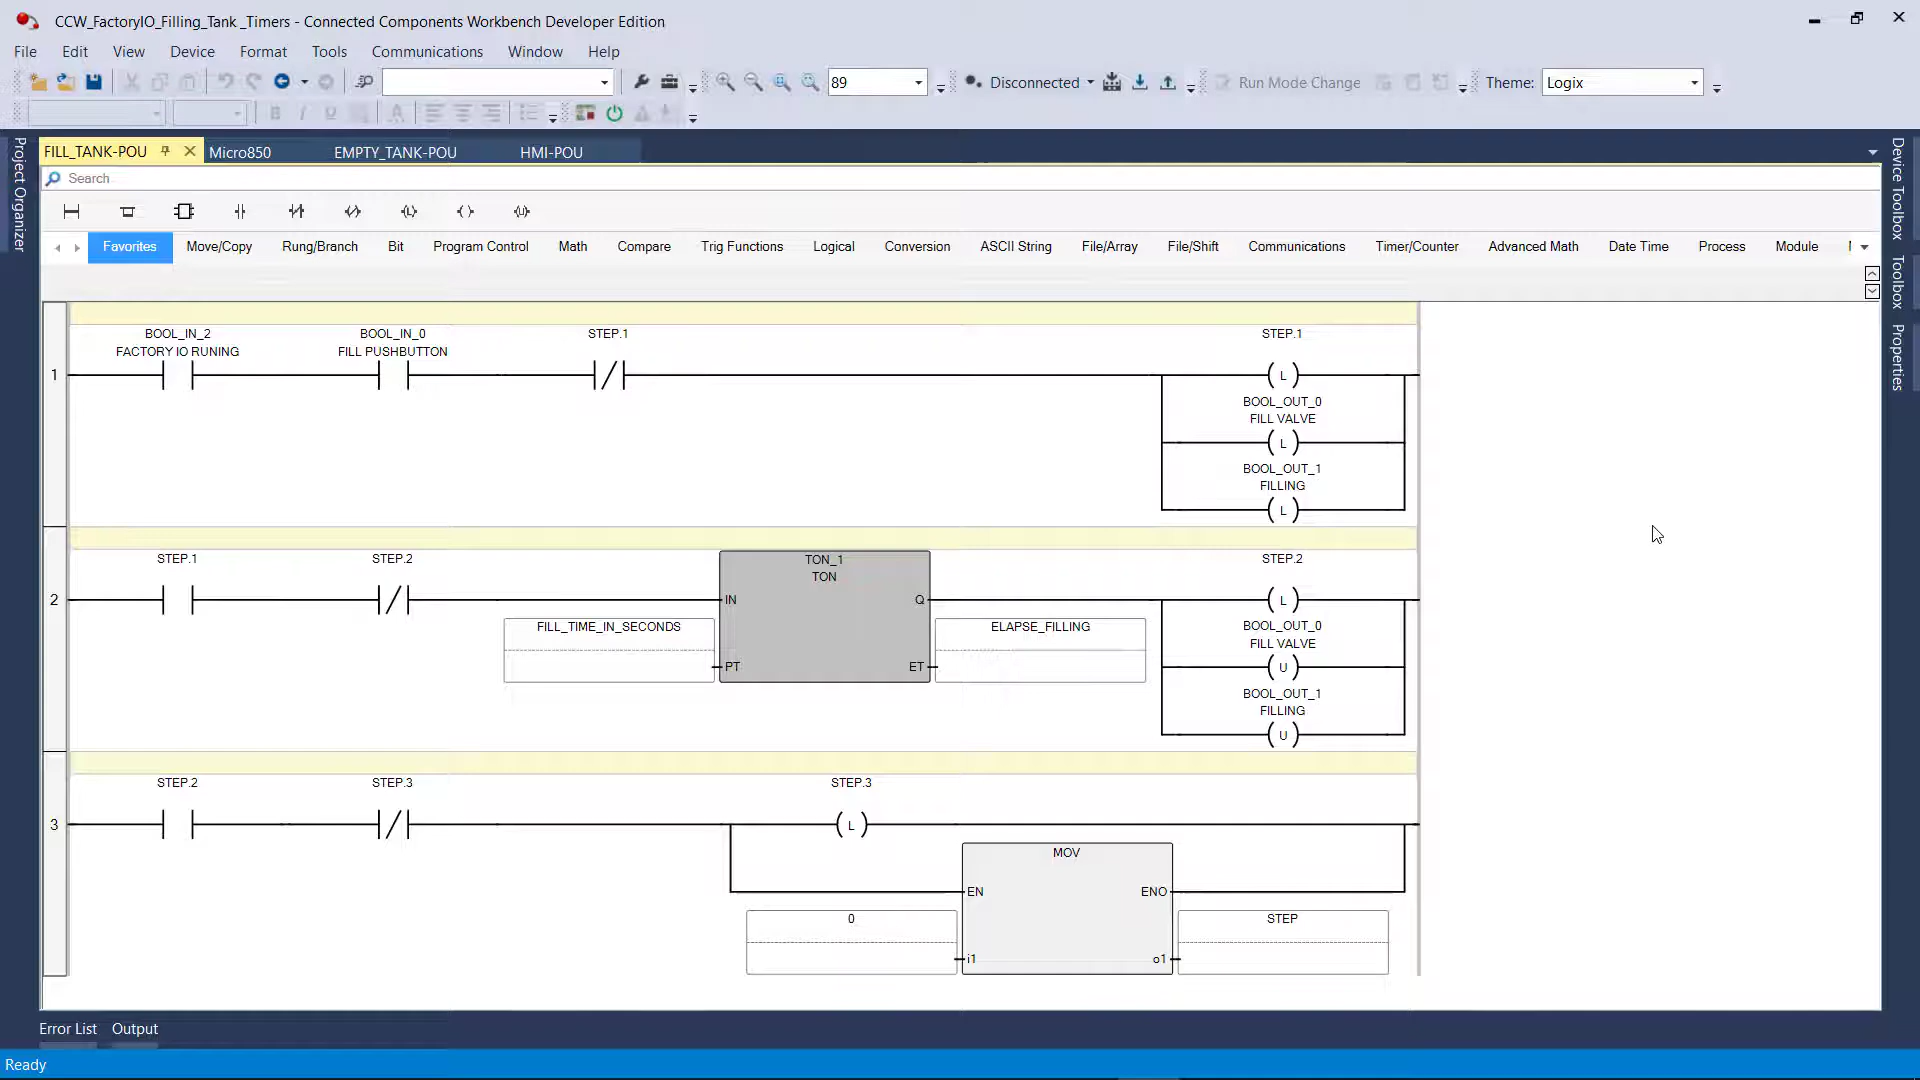 CCW_FactoryIO_Filling_Tank _Timers - Connected Components Workbench Developer Edition
File Edit View Device Format Tools Communications Window Help
89 Disconnected Run Mode Change Theme: Logix
B I U A
FILL_TANK-POU Micro850 EMPTY_TANK-POU HMI-POU
Search
Favorites Move/Copy Rung/Branch Bit Program Control Math Compare Trig Functions Logical Conversion ASCII String File/Array File/Shift Communications Timer/Counter Advanced Math Date Time Process Module
Project Organizer
Device Toolbox
Toolbox
Properties
BOOL_IN_2 BOOL_IN_0 STEP.1 STEP.1
FACTORY IO RUNING FILL PUSHBUTTON
1 L
BOOL_OUT_0
FILL VALVE
L
BOOL_OUT_1
FILLING
L
STEP.1 STEP.2 TON_1 STEP.2
TON
2 IN Q L
FILL_TIME_IN_SECONDS ELAPSE_FILLING BOOL_OUT_0
FILL VALVE
PT ET U
BOOL_OUT_1
FILLING
U
STEP.2 STEP.3 STEP.3
3 L
MOV
EN ENO
0 STEP
i1 o1
Error List Output
Ready